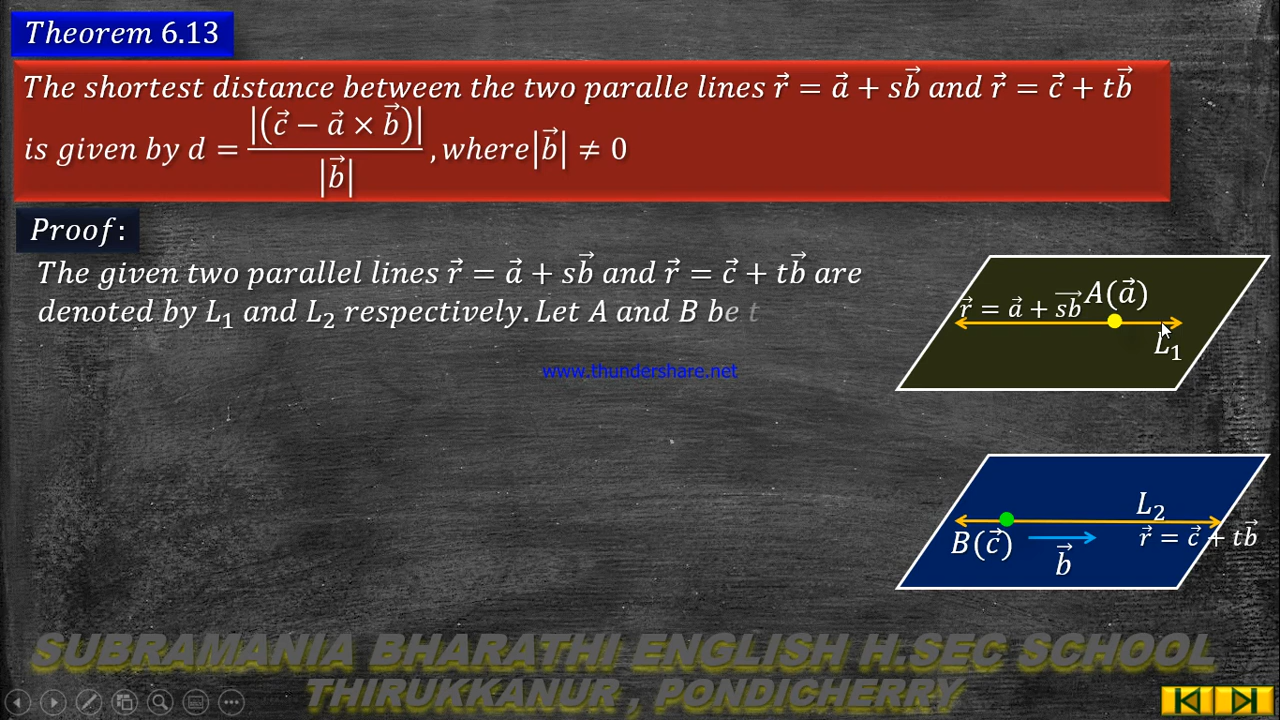 Theorem 6.13
The shortest distance between the two paralle lines r⃗ = a⃗ + sb⃗ and r⃗ = c⃗ + tb⃗
is given by d = |(c⃗ − a⃗ × b⃗)| / |b⃗| , where|b⃗| ≠ 0
Proof:
The given two parallel lines r⃗ = a⃗ + sb⃗ and r⃗ = c⃗ + tb⃗ are
denoted by L₁ and L₂ respectively. Let A and B be t
www.thundershare.net
r⃗ = a⃗ + s⃗b⃗ A(a⃗)
L₁
L₂
B(c⃗)
r⃗ = c⃗ + tb⃗
b⃗
SUBRAMANIA BHARATHI ENGLISH H.SEC SCHOOL
THIRUKKANUR , PONDICHERRY